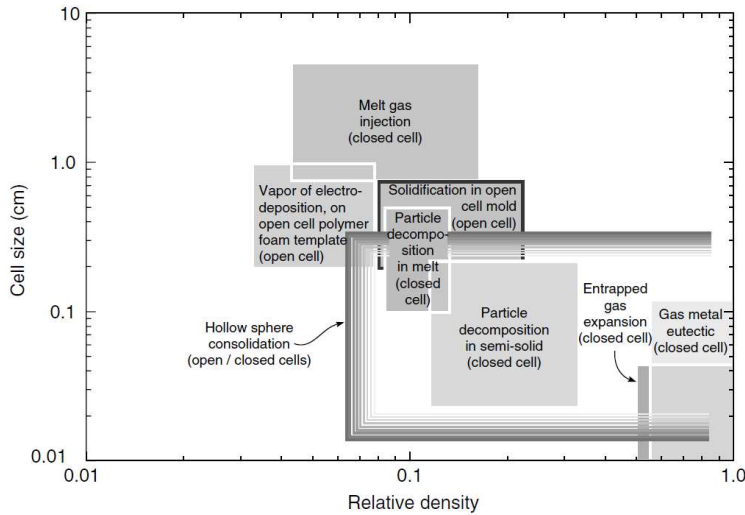 10
1.0
0.1
0.01
Cell size (cm)
Melt gas
injection
(closed cell)
Vapor of electro-
deposition, on
open cell polymer
foam template
(open cell)
Solidification in open
cell mold
(open cell)
Particle
decompo-
sition
in melt
(closed
cell)
Particle
decomposition
in semi-solid
(closed cell)
Hollow sphere
consolidation
(open / closed cells)
Entrapped
gas
expansion
(closed cell)
Gas metal
eutectic
(closed cell)
0.01
0.1
1.0
Relative density